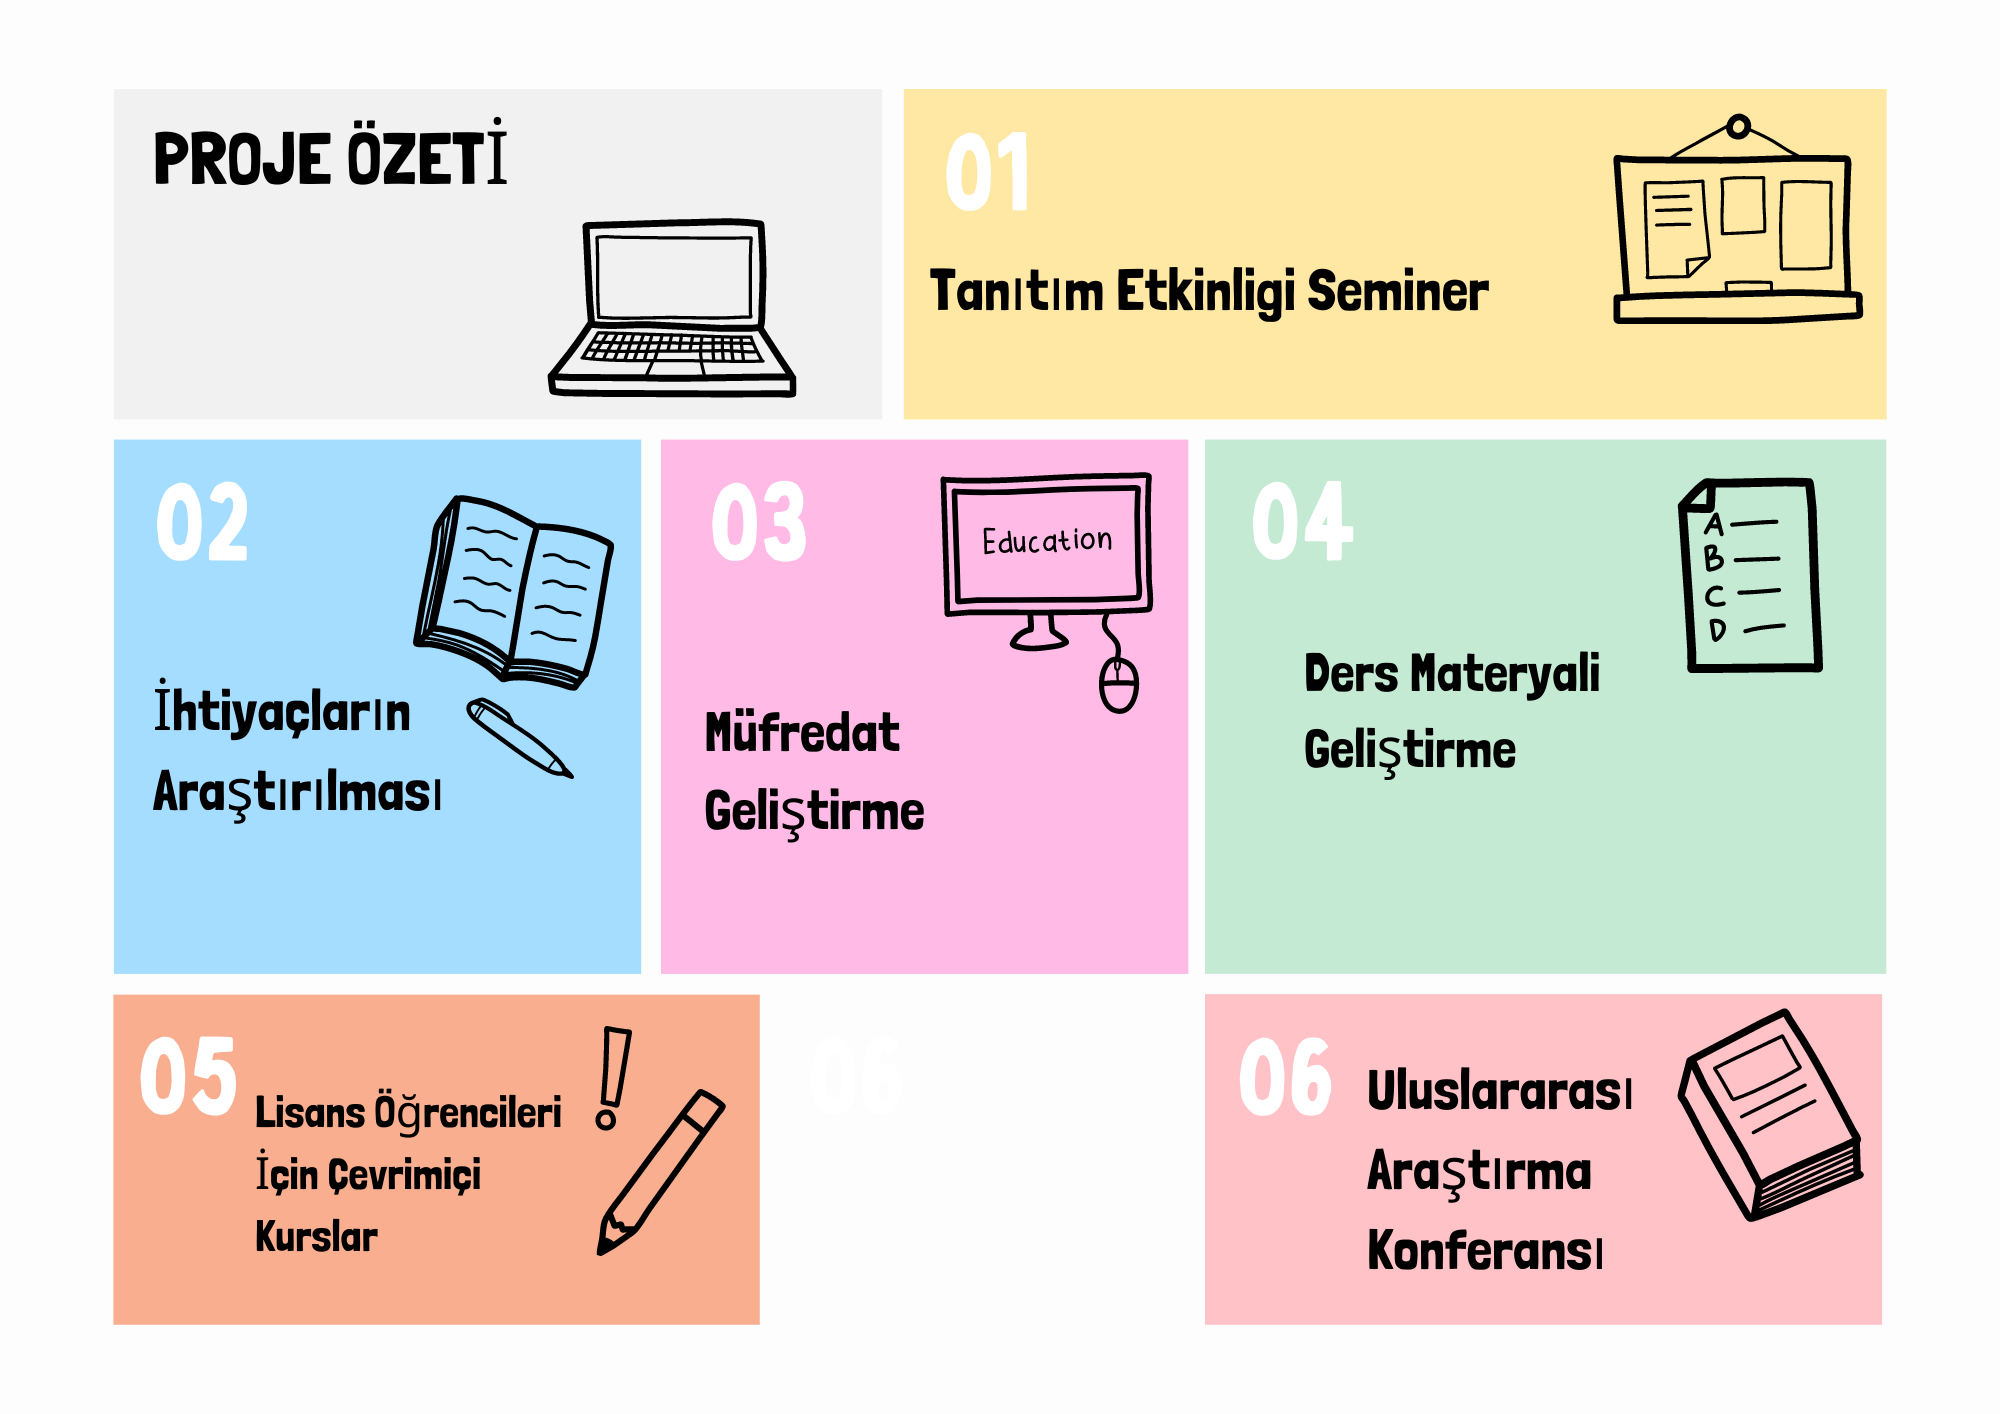 PROJE ÖZETİ
01
Tanıtım Etkinligi Seminer
02
İhtiyaçların
Araştırılması
03
Education
Müfredat
Geliştirme
04
A
B
C
D
Ders Materyali
Geliştirme
05
Lisans Öğrencileri
İçin Çevrimiçi
Kurslar
06
06
Uluslararası
Araştırma
Konferansı